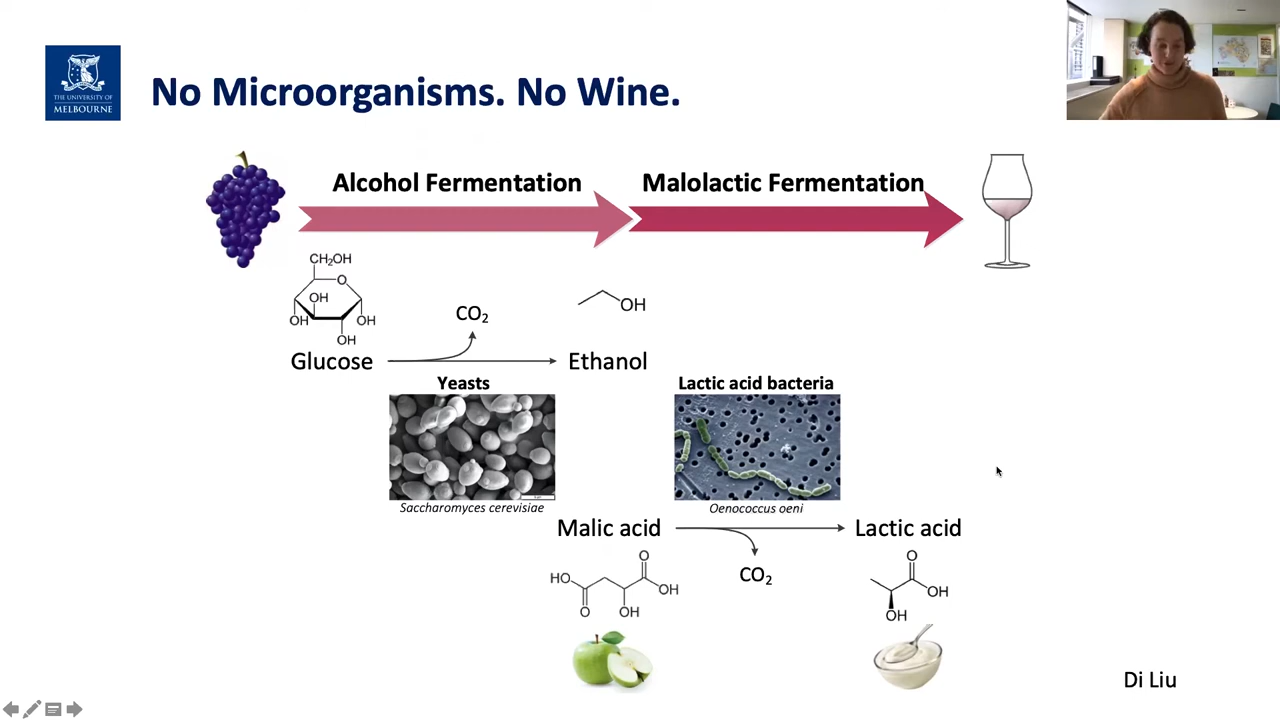 THE UNIVERSITY OF
MELBOURNE
No Microorganisms. No Wine.
Alcohol Fermentation
Malolactic Fermentation
CH₂OH
O
OH
OH
OH
OH
Glucose
CO₂
OH
Ethanol
Yeasts
Saccharomyces cerevisiae
Lactic acid bacteria
Oenococcus oeni
Malic acid
CO₂
Lactic acid
O
HO
OH
O
OH
O
OH
OH
Di Liu